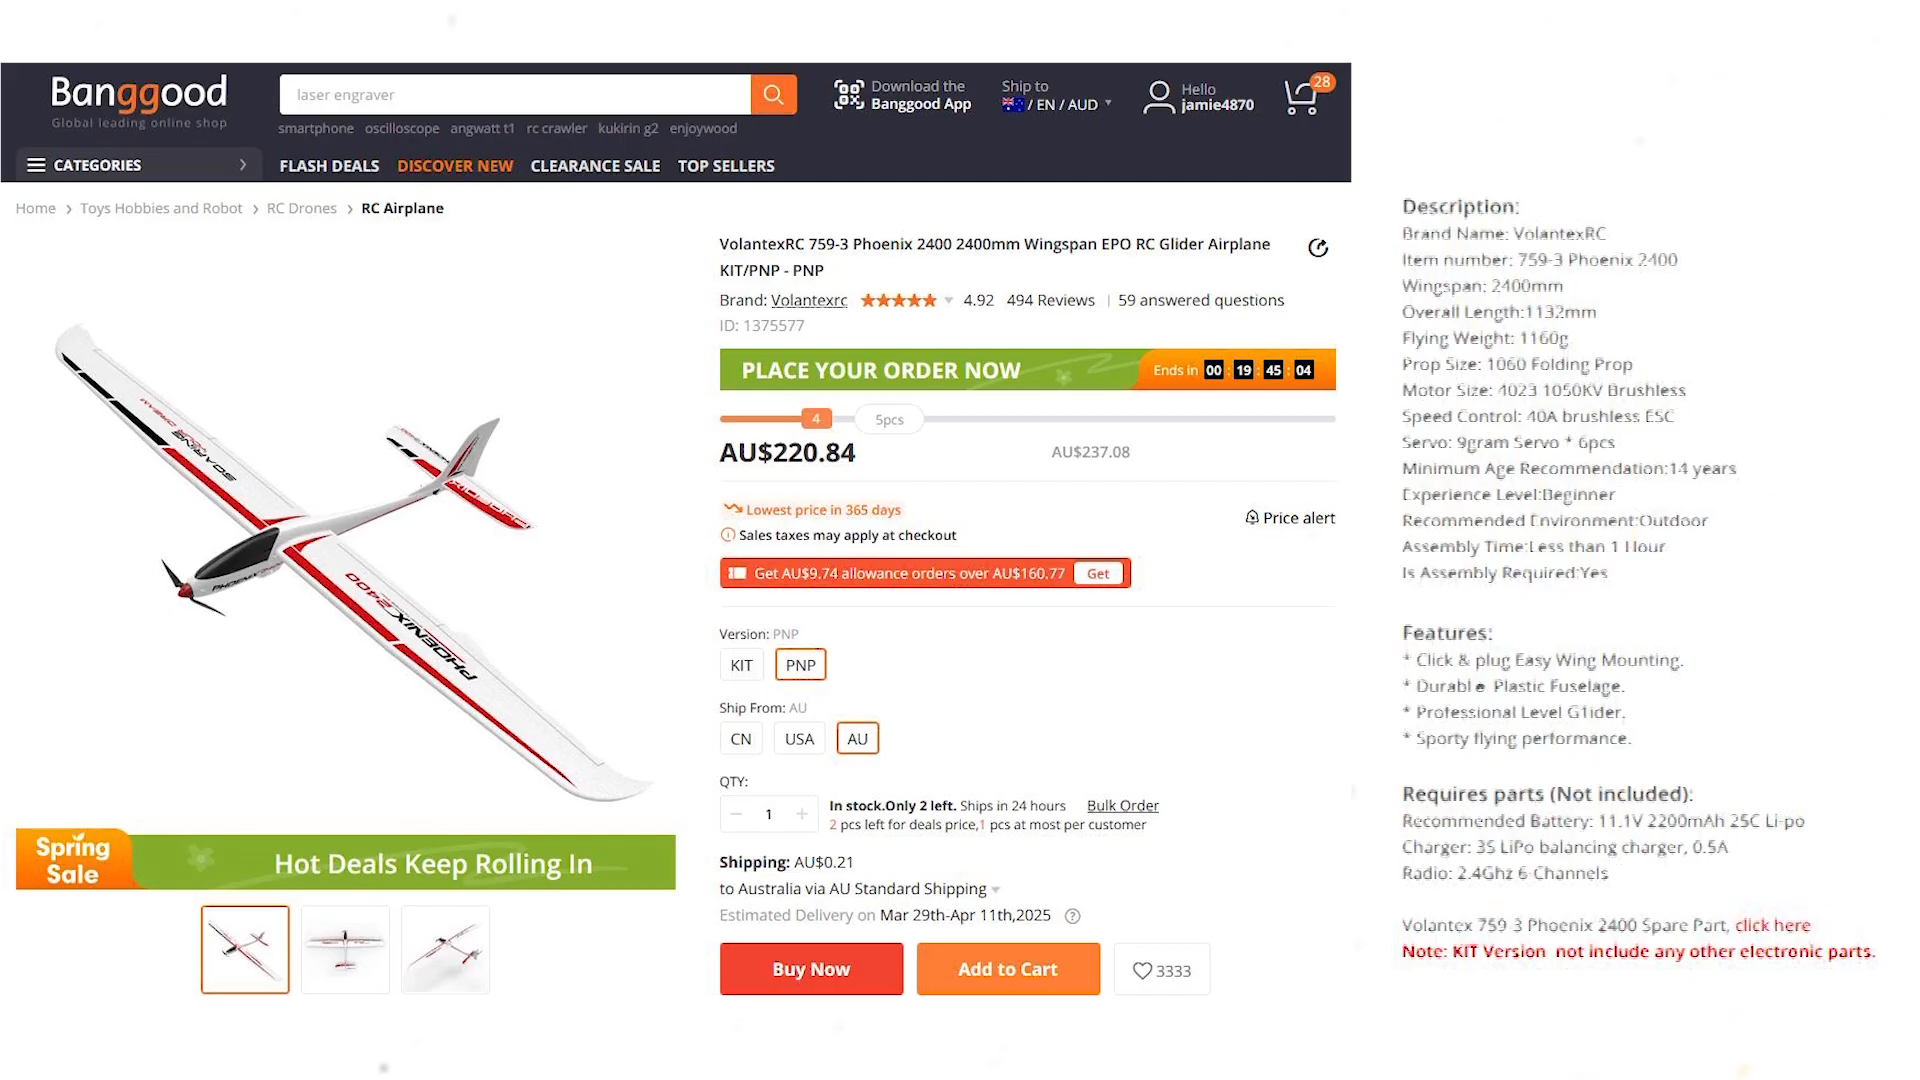 Banggood
Global leading online shop
laser engraver
smartphone oscilloscope angwatt t1 rc crawler kukirin g2 enjoywood
Download the
Banggood App
Ship to
/ EN / AUD
Hello
jamie4870
28
CATEGORIES
FLASH DEALS DISCOVER NEW CLEARANCE SALE TOP SELLERS
Home > Toys Hobbies and Robot > RC Drones > RC Airplane
PHOENIX 2400
Spring
Sale
Hot Deals Keep Rolling In
VolantexRC 759-3 Phoenix 2400 2400mm Wingspan EPO RC Glider Airplane
KIT/PNP - PNP
Brand: Volantexrc 4.92 494 Reviews | 59 answered questions
ID: 1375577
PLACE YOUR ORDER NOW
Ends in 00 : 19 : 45 : 04
4 5pcs
AU$220.84 AU$237.08
Lowest price in 365 days
Price alert
Sales taxes may apply at checkout
Get AU$9.74 allowance orders over AU$160.77 Get
Version: PNP
KIT PNP
Ship From: AU
CN USA AU
QTY:
− 1 +
In stock.Only 2 left. Ships in 24 hours Bulk Order
2 pcs left for deals price,1 pcs at most per customer
Shipping: AU$0.21
to Australia via AU Standard Shipping
Estimated Delivery on Mar 29th-Apr 11th,2025
Buy Now Add to Cart 3333
Description:
Brand Name: VolantexRC
Item number: 759-3 Phoenix 2400
Wingspan: 2400mm
Overall Length:1132mm
Flying Weight: 1160g
Prop Size: 1060 Folding Prop
Motor Size: 4023 1050KV Brushless
Speed Control: 40A brushless ESC
Servo: 9gram Servo * 6pcs
Minimum Age Recommendation:14 years
Experience Level:Beginner
Recommended Environment:Outdoor
Assembly Time:Less than 1 Hour
Is Assembly Required:Yes
Features:
* Click & plug Easy Wing Mounting.
* Durable Plastic Fuselage.
* Professional Level Glider.
* Sporty flying performance.
Requires parts (Not included):
Recommended Battery: 11.1V 2200mAh 25C Li-po
Charger: 3S LiPo balancing charger, 0.5A
Radio: 2.4Ghz 6 Channels
Volantex 759-3 Phoenix 2400 Spare Part, click here
Note: KIT Version not include any other electronic parts.